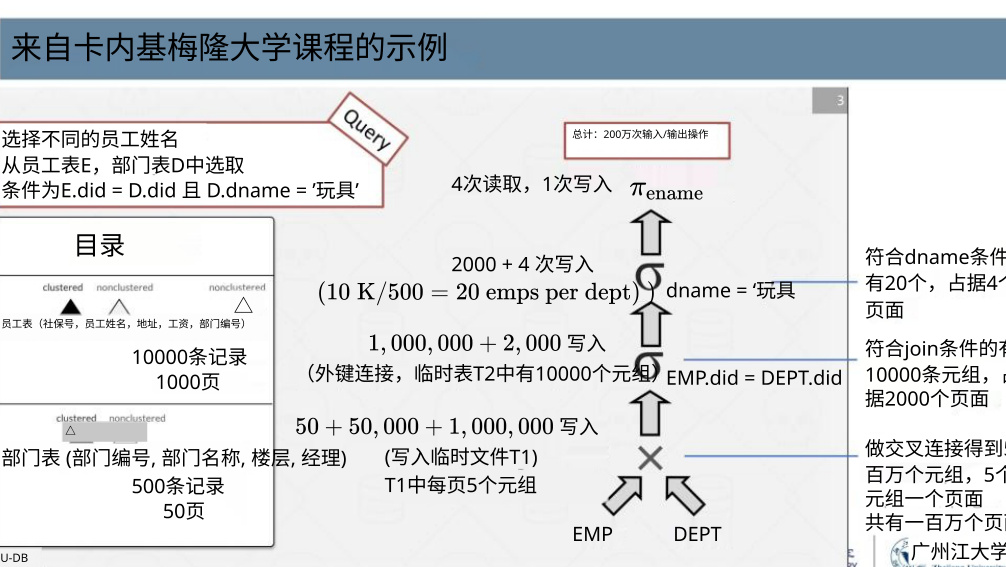 来自卡内基梅隆大学课程的示例
3
Query
选择不同的员工姓名
从员工表E，部门表D中选取
条件为E.did = D.did 且 D.dname = ’玩具’
总计：200万次输入/输出操作
4次读取，1次写入
π ename
目录
clustered nonclustered nonclustered
员工表（社保号，员工姓名，地址，工资，部门编号）
10000条记录
1000页
clustered nonclustered
部门表 (部门编号, 部门名称, 楼层, 经理)
500条记录
50页
2000 + 4 次写入
(10 K/500 = 20 emps per dept) )
σ dname = ‘玩具
1,000,000 + 2,000 写入
（外键连接，临时表T2中有10000个元组）
σ EMP.did = DEPT.did
50 + 50,000 + 1,000,000 写入
(写入临时文件T1)
T1中每页5个元组
×
EMP DEPT
符合dname条件
有20个，占据4个
页面
符合join条件的有
10000条元组，占
据2000个页面
做交叉连接得到5
百万个元组，5个
元组一个页面
共有一百万个页面
U-DB
广州江大学